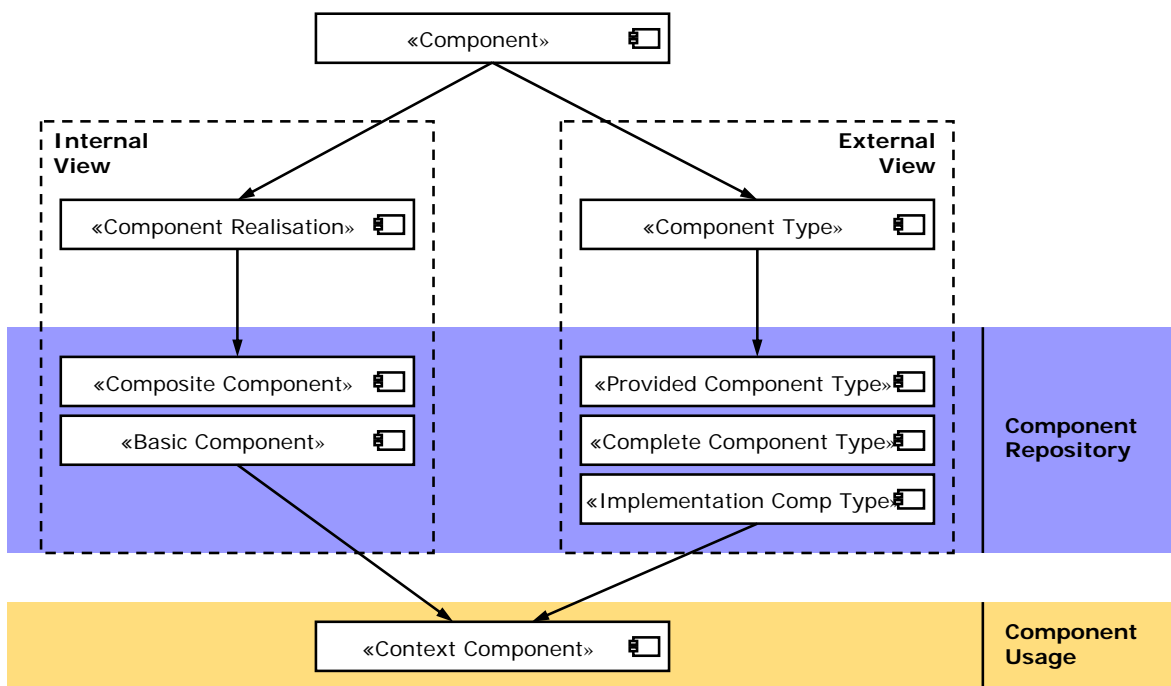 «Component»
Internal
View
External
View
«Component Realisation»
«Component Type»
«Composite Component»
«Provided Component Type»
«Basic Component»
«Complete Component Type»
Component
Repository
«Implementation Comp Type»
«Context Component»
Component
Usage